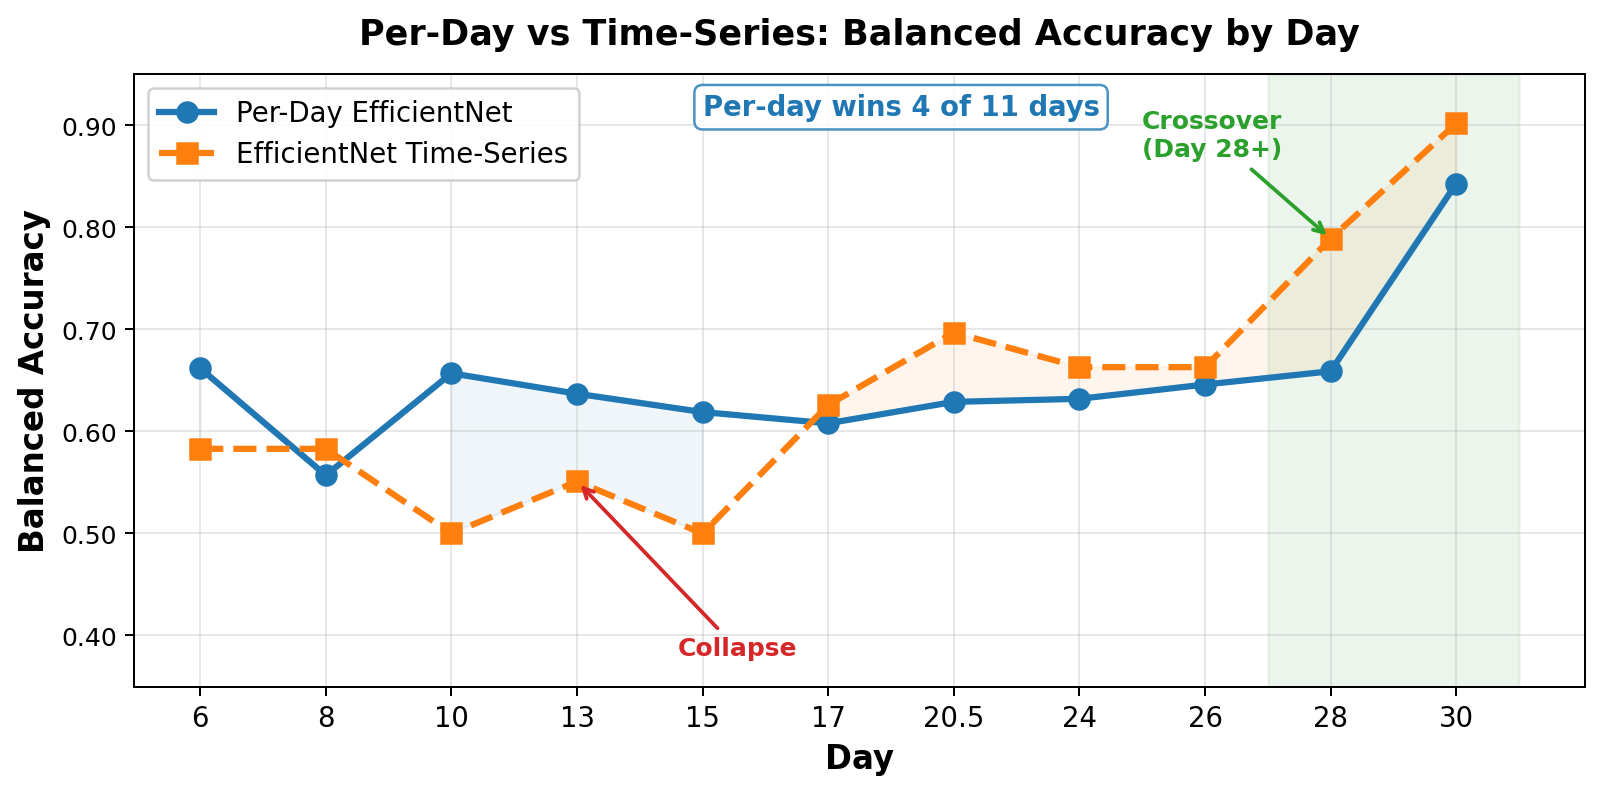 Per-Day vs Time-Series: Balanced Accuracy by Day
Per-Day EfficientNet
EfficientNet Time-Series
Per-day wins 4 of 11 days
Crossover
(Day 28+)
Collapse
Balanced Accuracy
0.90
0.80
0.70
0.60
0.50
0.40
6 8 10 13 15 17 20.5 24 26 28 30
Day